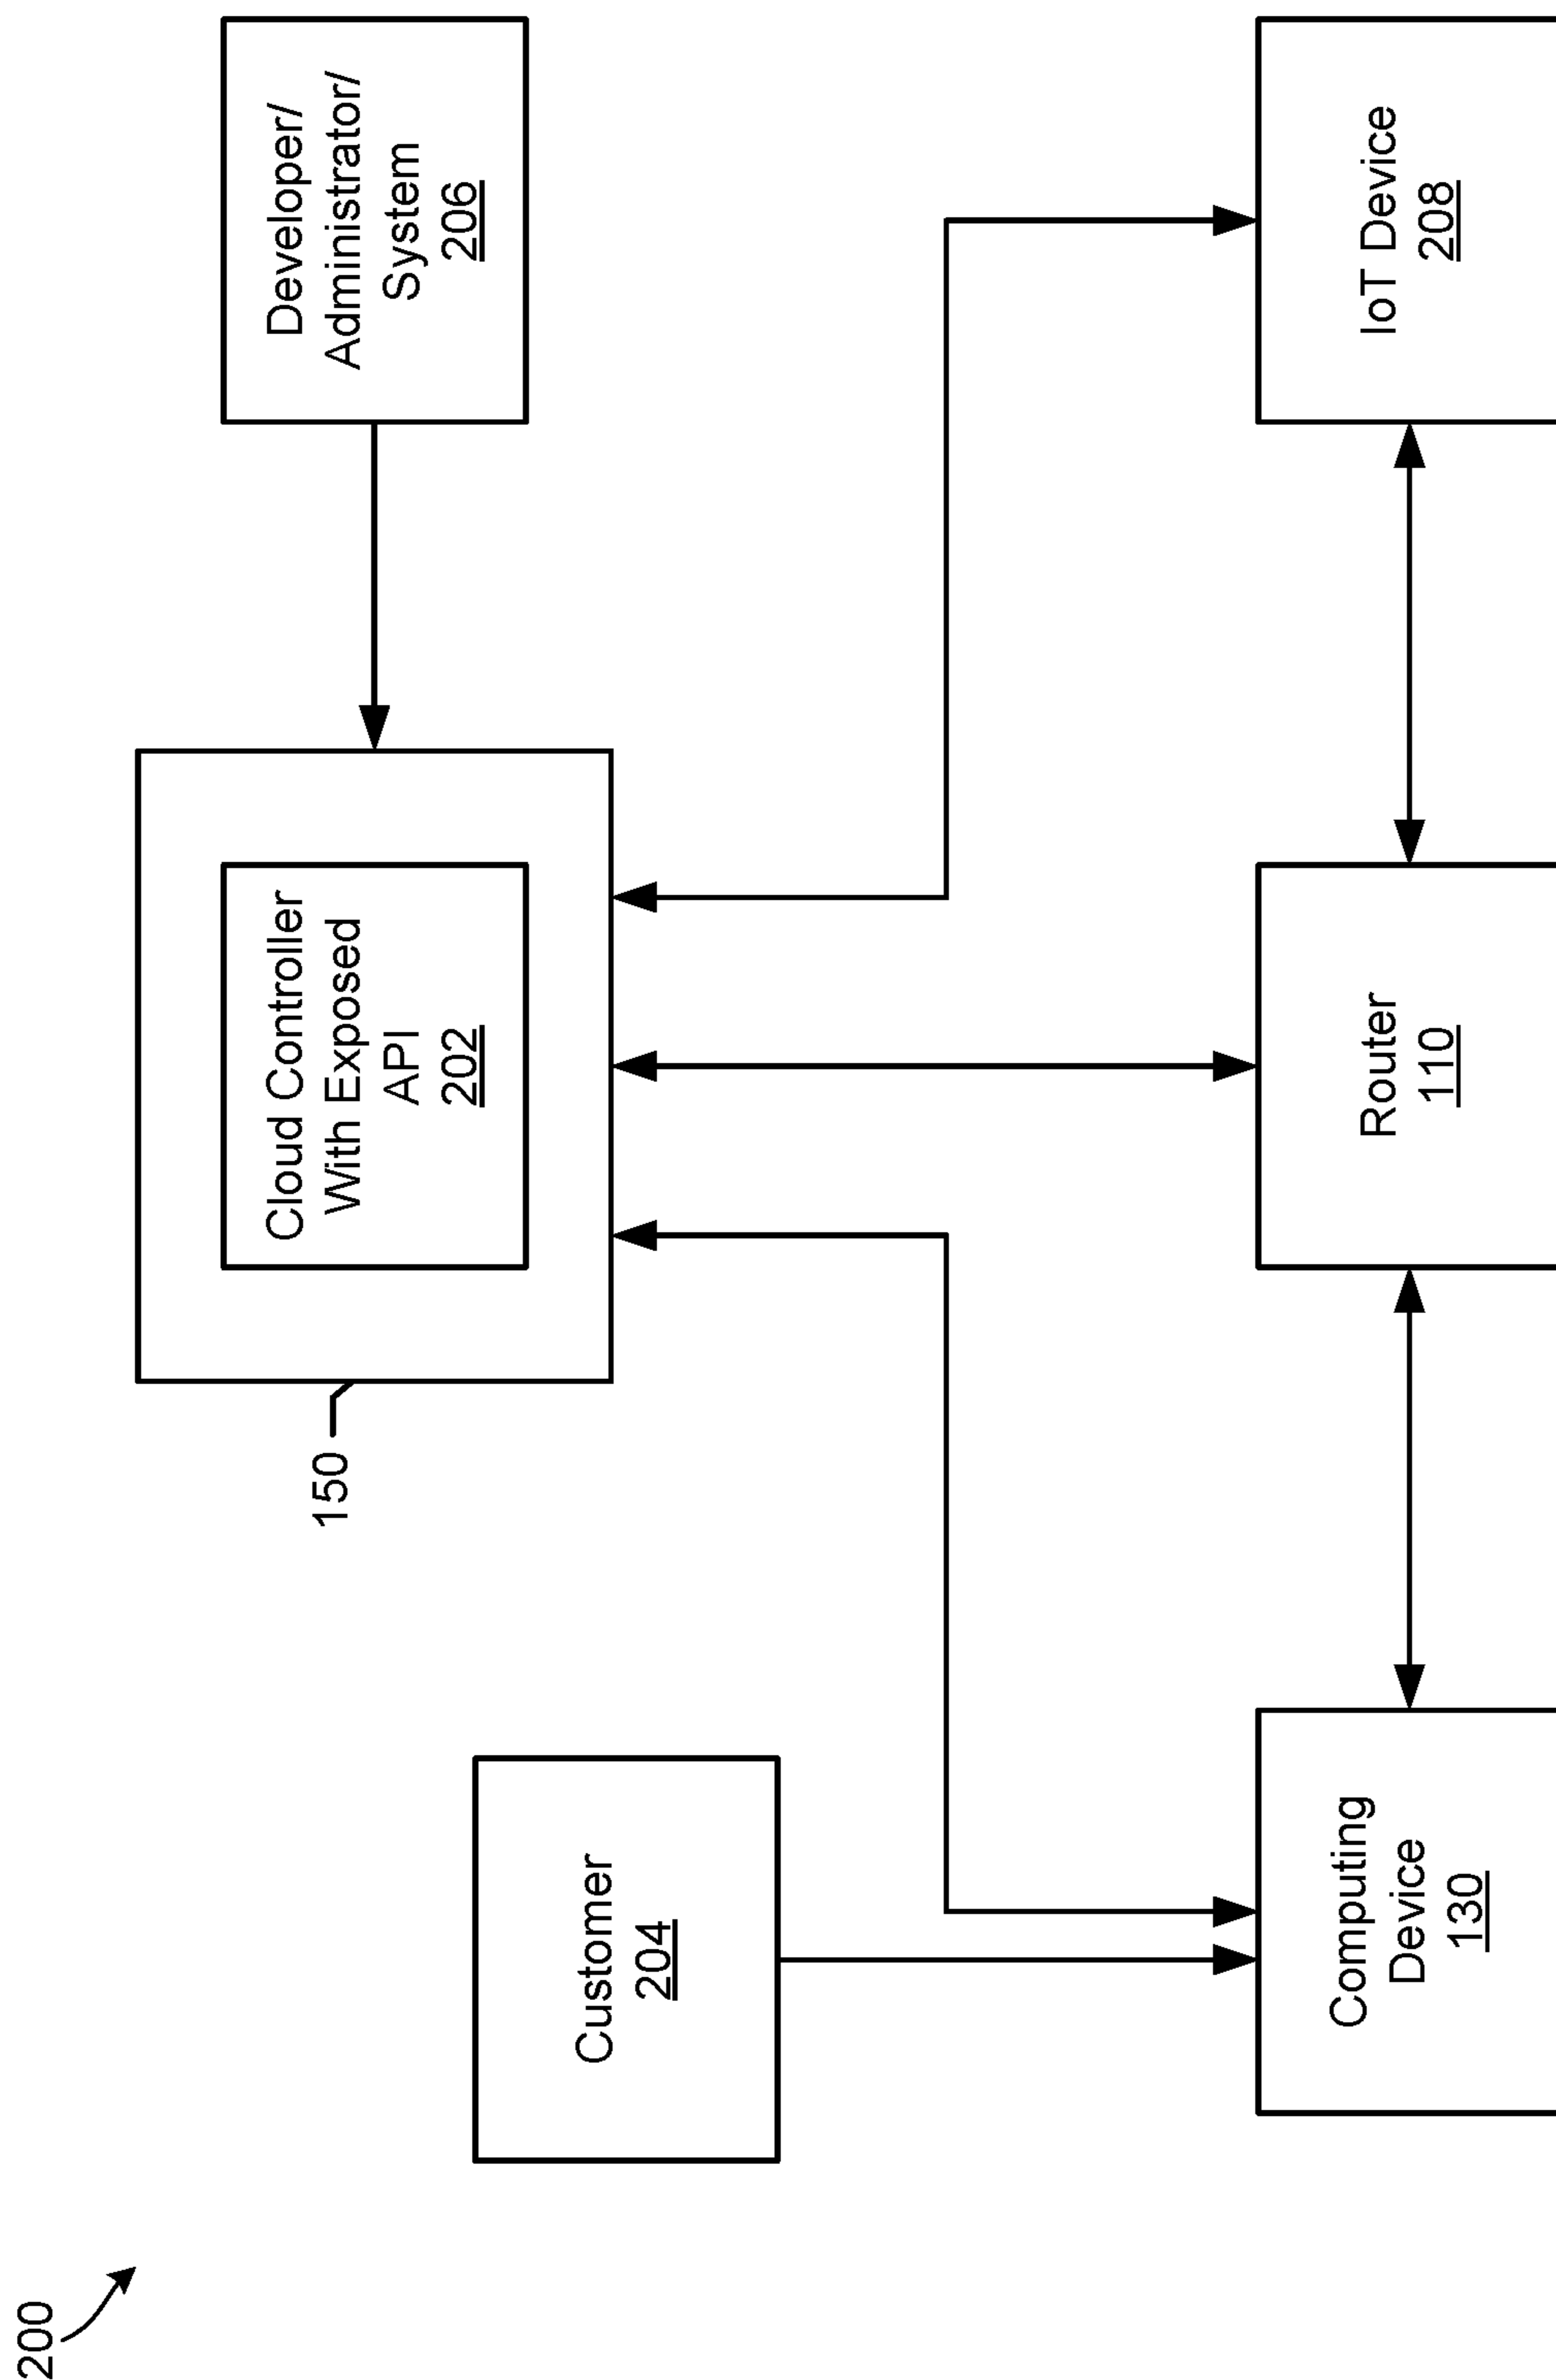 200
150
Cloud Controller
With Exposed
API
202
Developer/
Administrator/
System
206
Customer
204
Computing
Device
130
Router
110
IoT Device
208